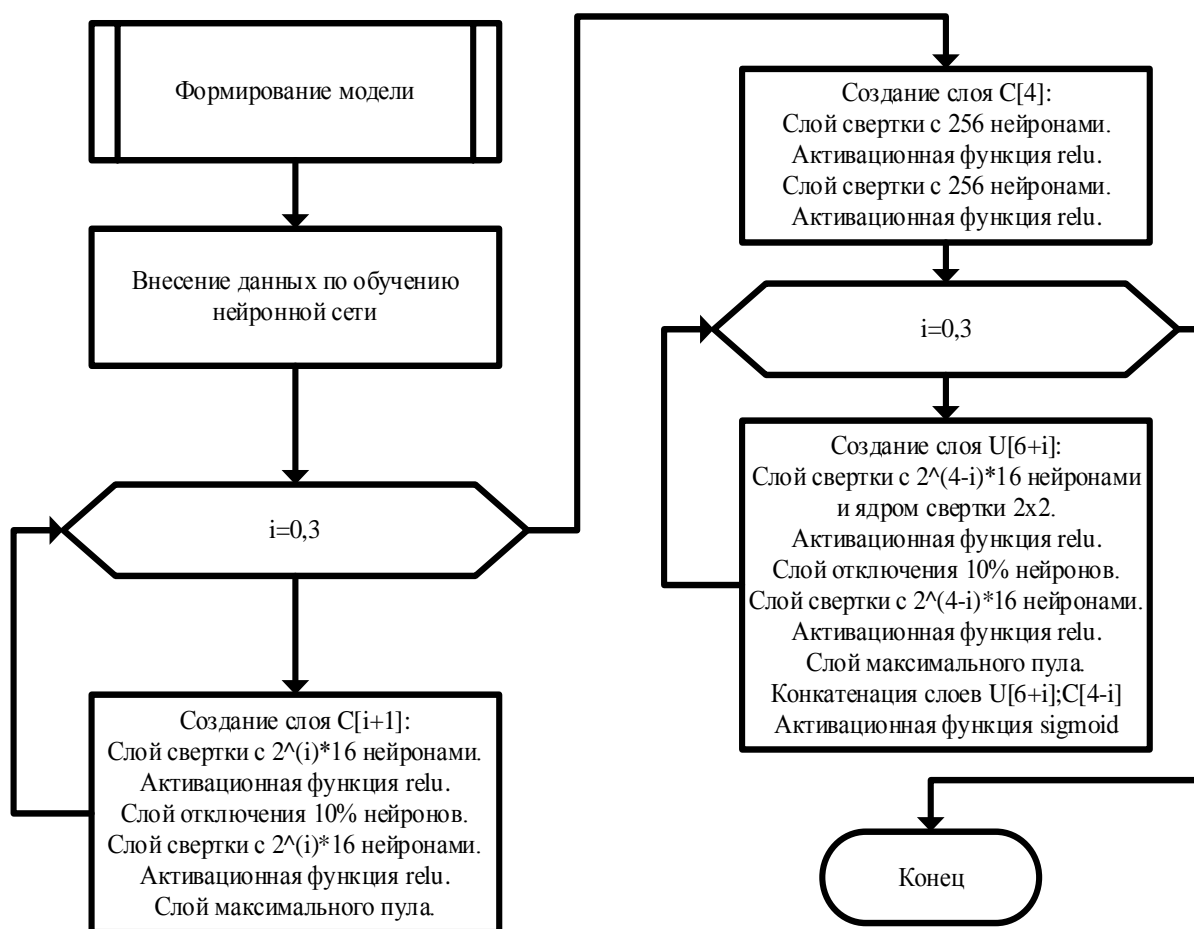 Формирование модели
Внесение данных по обучению
нейронной сети
i=0,3
Создание слоя C[i+1]:
Слой свертки с 2^(i)*16 нейронами.
Активационная функция relu.
Слой отключения 10% нейронов.
Слой свертки с 2^(i)*16 нейронами.
Активационная функция relu.
Слой максимального пула.
Создание слоя C[4]:
Слой свертки с 256 нейронами.
Активационная функция relu.
Слой свертки с 256 нейронами.
Активационная функция relu.
i=0,3
Создание слоя U[6+i]:
Слой свертки с 2^(4-i)*16 нейронами
и ядром свертки 2x2.
Активационная функция relu.
Слой отключения 10% нейронов.
Слой свертки с 2^(4-i)*16 нейронами.
Активационная функция relu.
Слой максимального пула.
Конкатенация слоев U[6+i];C[4-i]
Активационная функция sigmoid
Конец